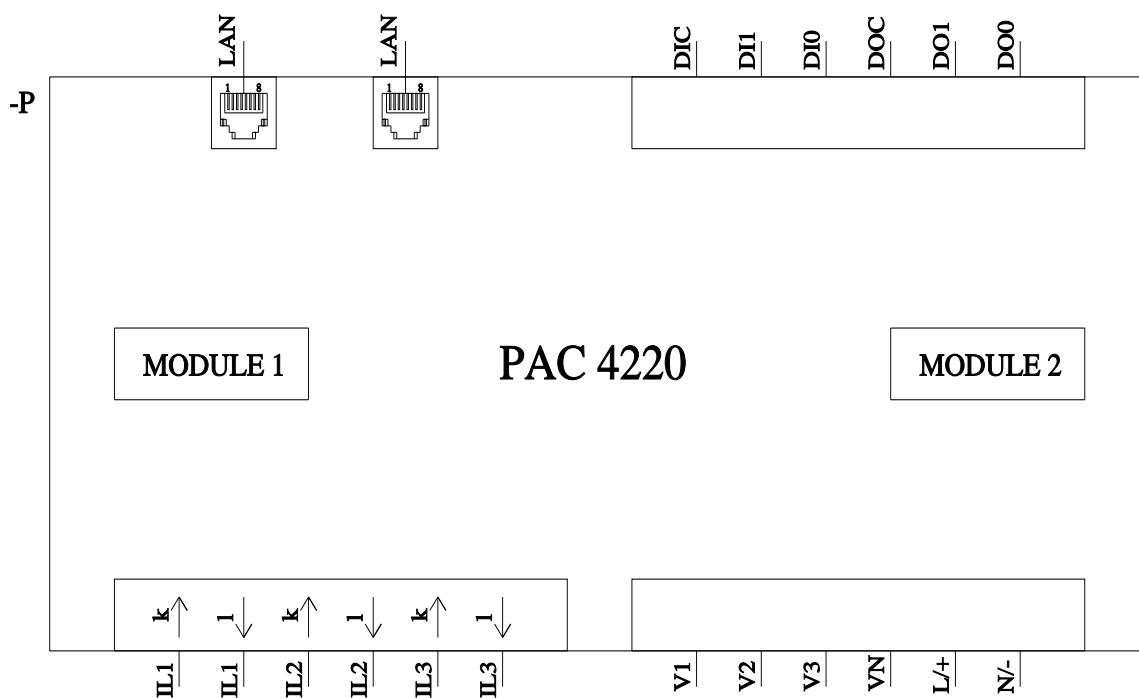 LAN
LAN
DIC
DI1
DI0
DOC
DO1
DO0
-P
1 8
1 8
MODULE 1
PAC 4220
MODULE 2
k
l
k
l
k
l
IL1
IL1
IL2
IL2
IL3
IL3
V1
V2
V3
VN
L/+
N/-